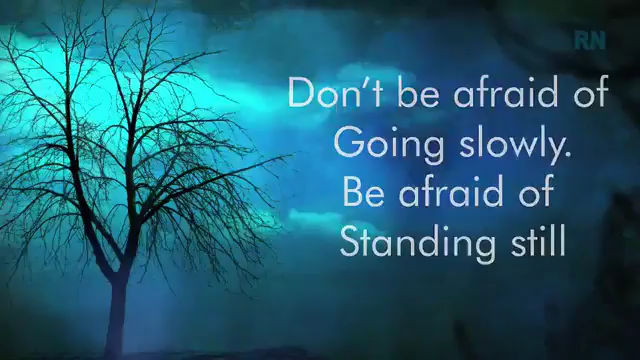 RN
Don't be afraid of
Going slowly.
Be afraid of
Standing still